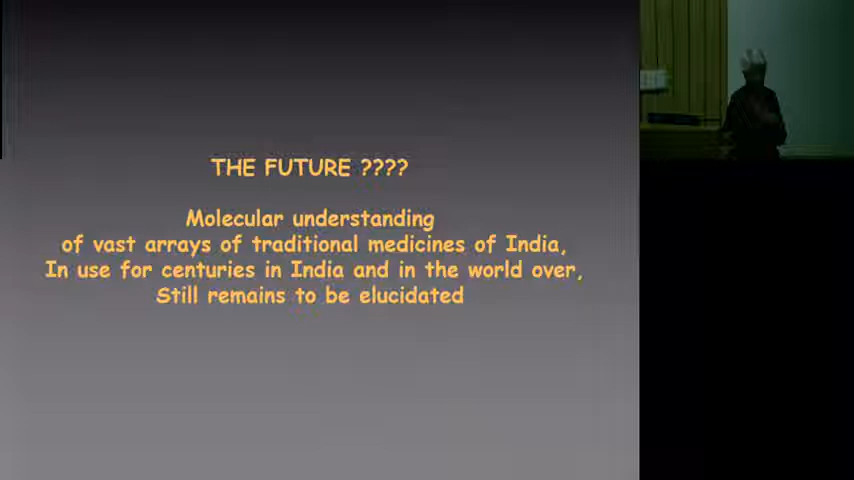 THE FUTURE ????
Molecular understanding
of vast arrays of traditional medicines of India,
In use for centuries in India and in the world over,
Still remains to be elucidated